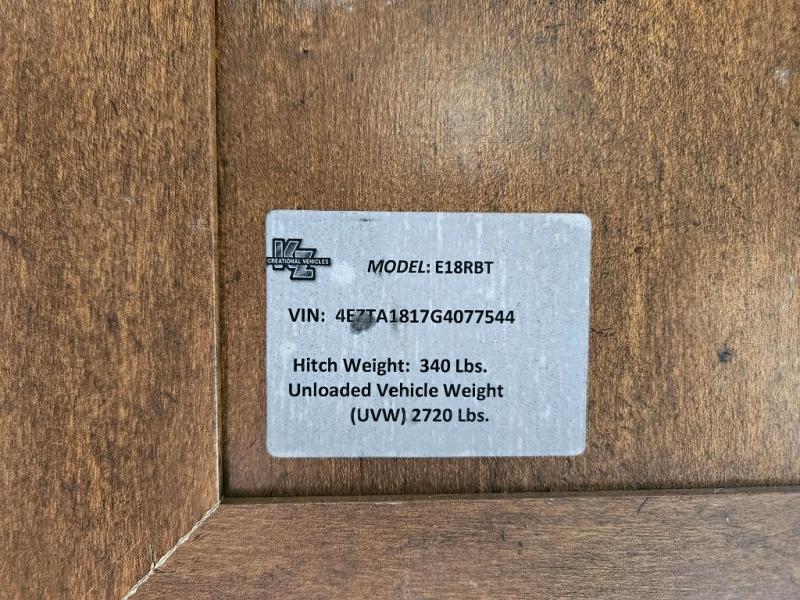 KZ
CREATIONAL VEHICLES
MODEL: E18RBT
VIN: 4EZTA1817G4077544
Hitch Weight: 340 Lbs.
Unloaded Vehicle Weight
(UVW) 2720 Lbs.